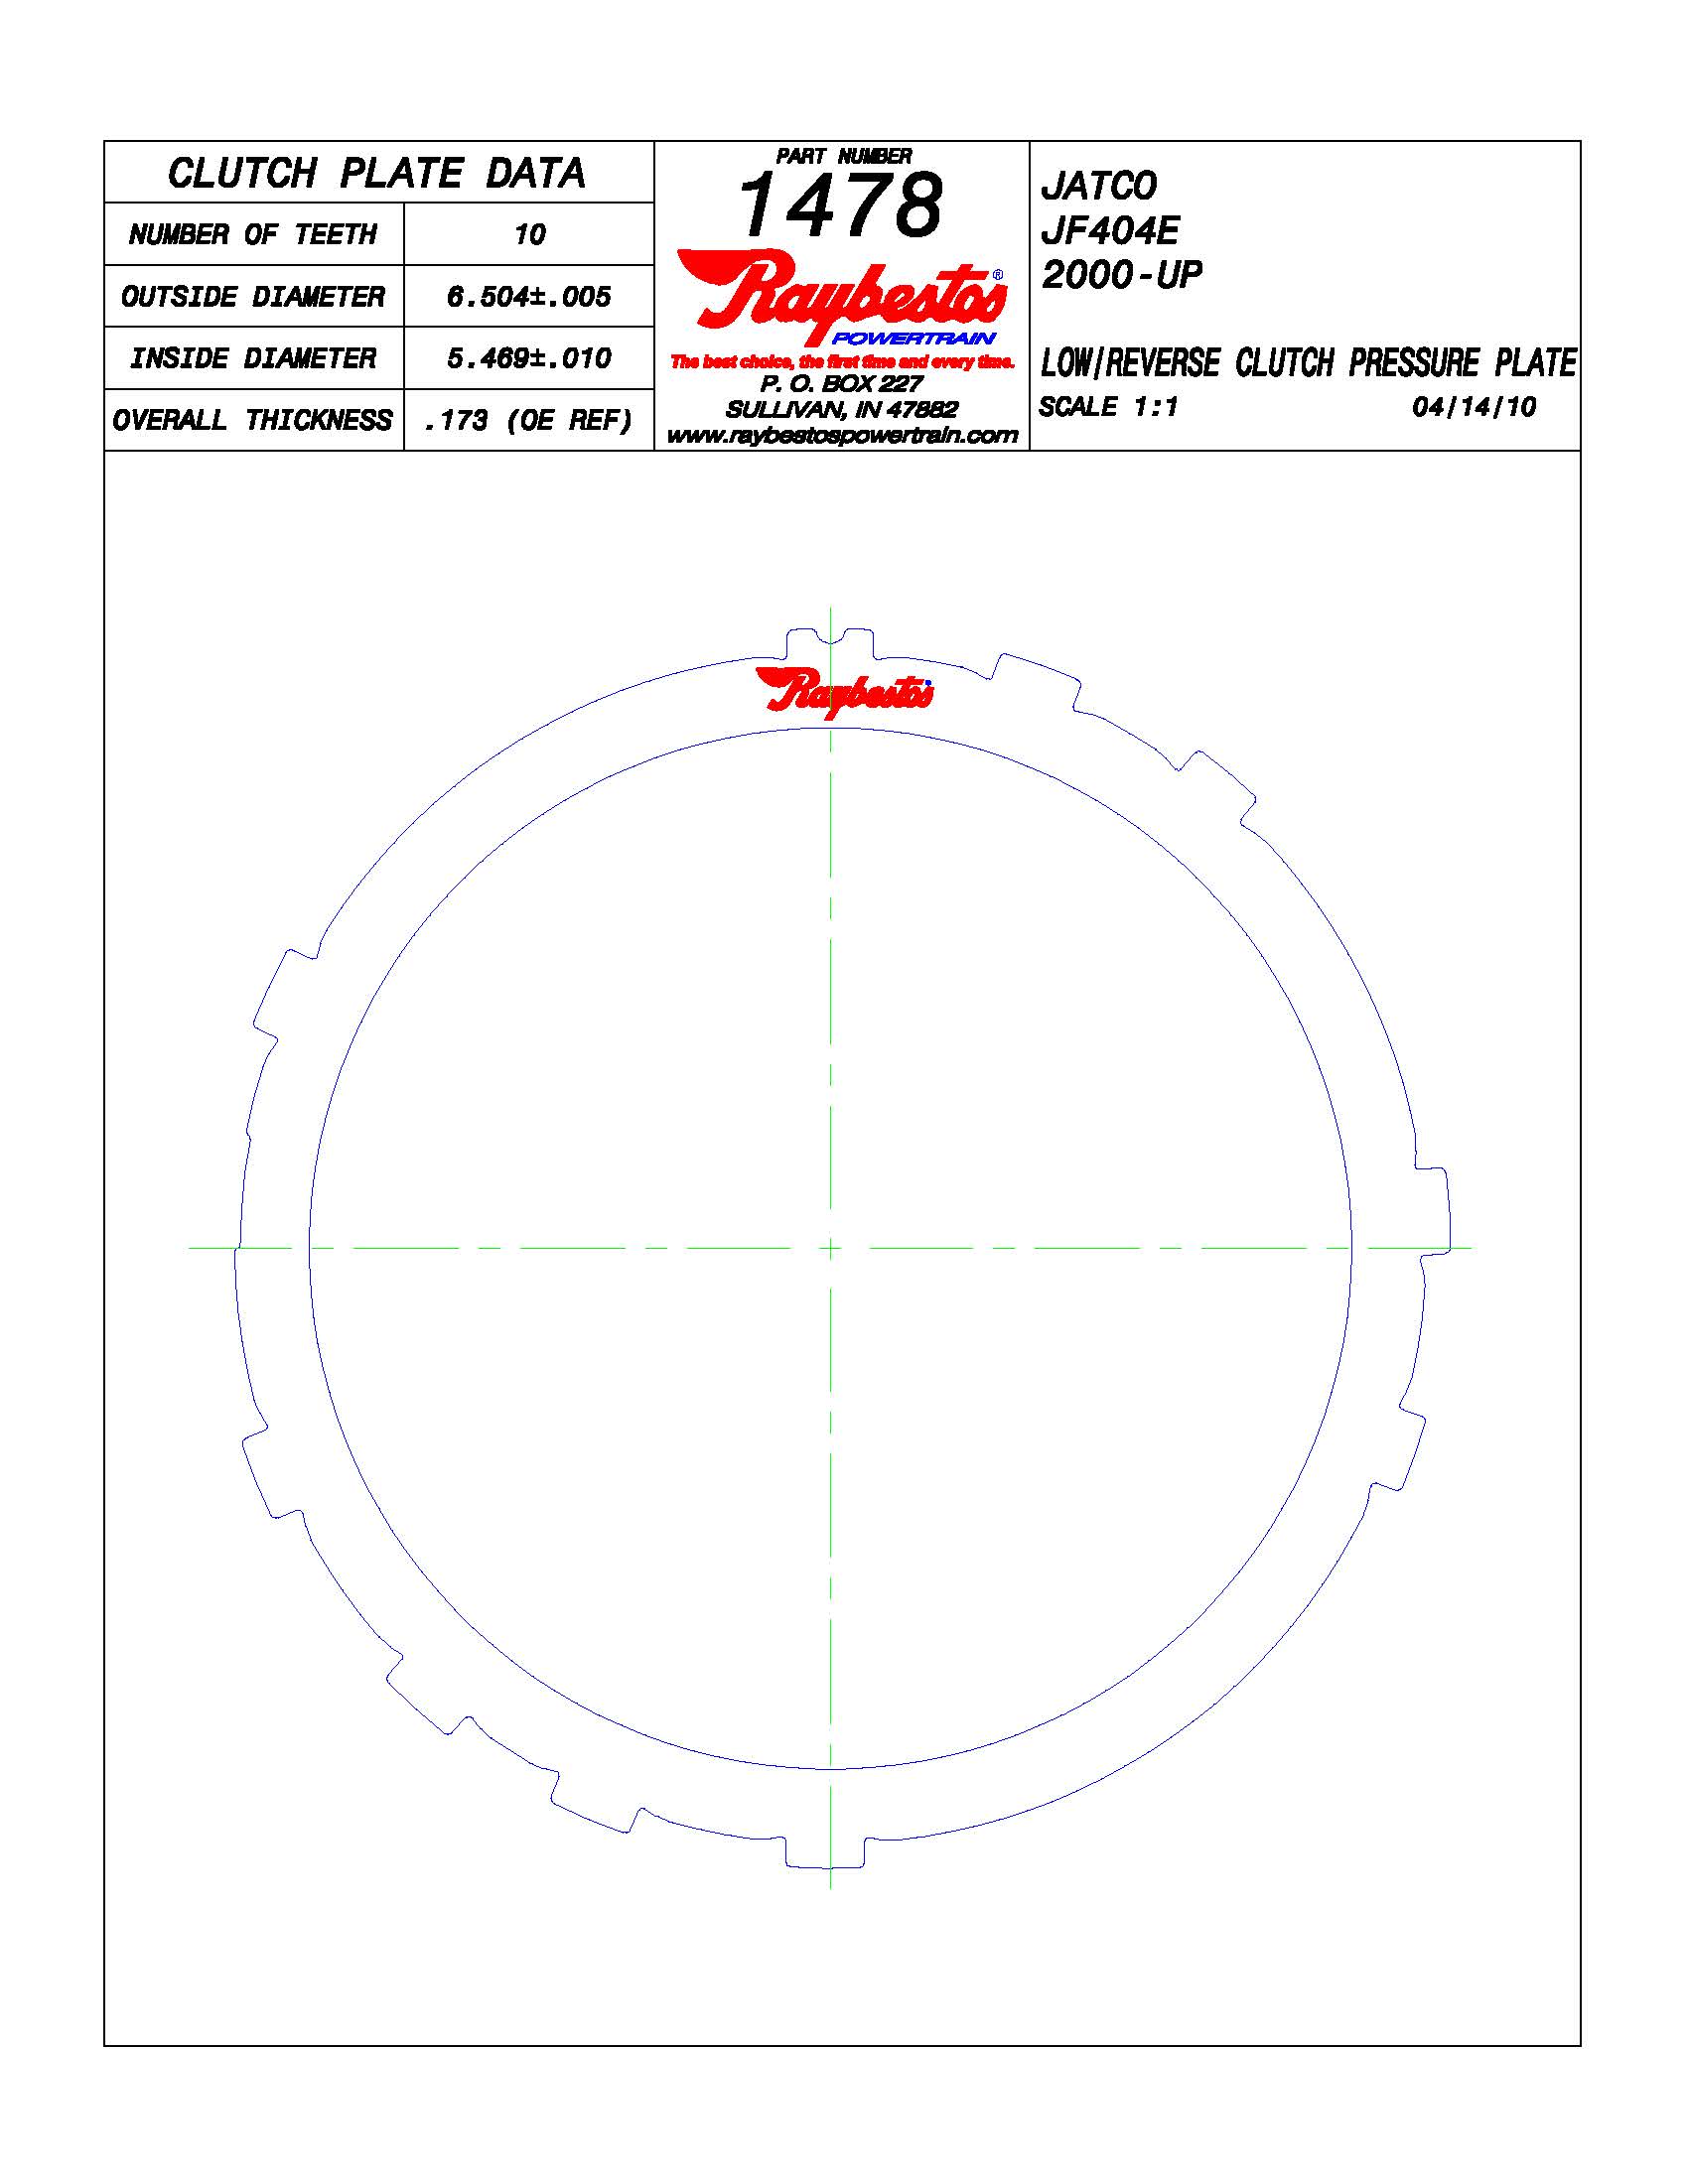 CLUTCH PLATE DATA
NUMBER OF TEETH 10
OUTSIDE DIAMETER 6.504±.005
INSIDE DIAMETER 5.469±.010
OVERALL THICKNESS .173 (OE REF)
PART NUMBER
1478
Raybestos®
POWERTRAIN
The best choice, the first time and every time.
P. O. BOX 227
SULLIVAN, IN 47882
www.raybestospowertrain.com
JATCO
JF404E
2000-UP
LOW/REVERSE CLUTCH PRESSURE PLATE
SCALE 1:1 04/14/10
Raybestos